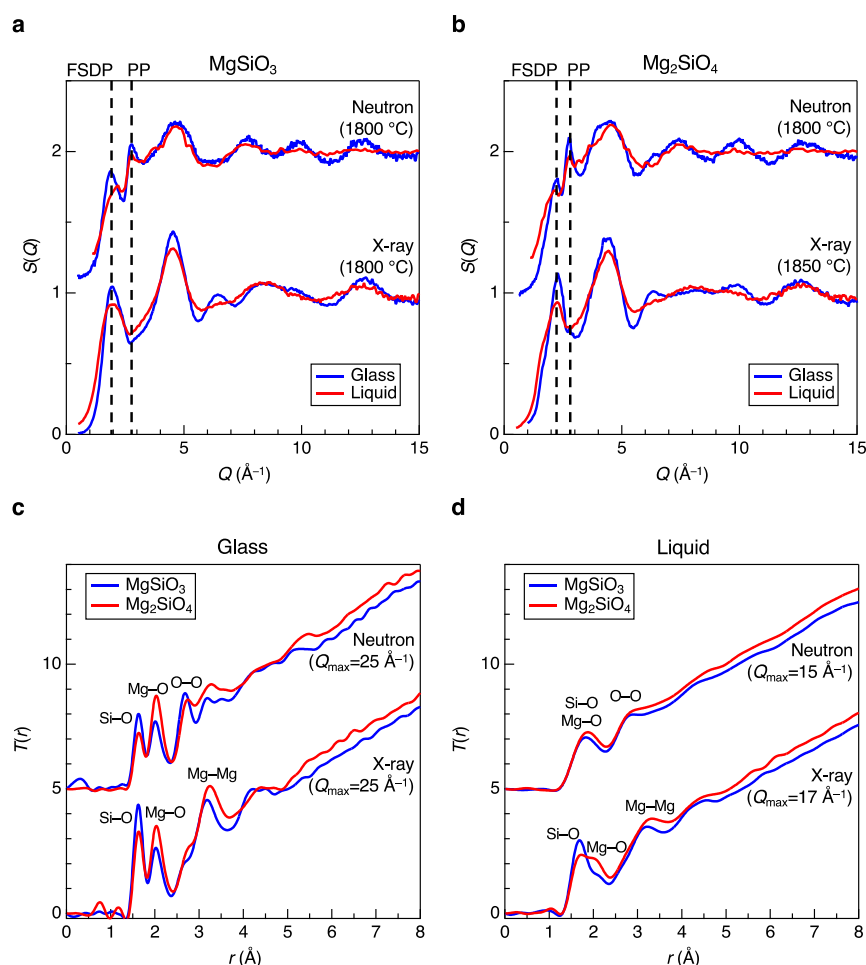 a
MgSiO₃
FSDP PP
Neutron
(1800 °C)
X-ray
(1800 °C)
Glass
Liquid
S(Q)
2
1
0
0 5 10 15
Q (Å⁻¹)
b
Mg₂SiO₄
FSDP PP
Neutron
(1800 °C)
X-ray
(1850 °C)
Glass
Liquid
S(Q)
2
1
0
0 5 10 15
Q (Å⁻¹)
c
Glass
MgSiO₃
Mg₂SiO₄
Neutron
(Qmax=25 Å⁻¹)
Si–O
Mg–O
O–O
X-ray
(Qmax=25 Å⁻¹)
Si–O
Mg–O
Mg–Mg
T(r)
10
5
0
0 1 2 3 4 5 6 7 8
r (Å)
d
Liquid
MgSiO₃
Mg₂SiO₄
Neutron
(Qmax=15 Å⁻¹)
Si–O
Mg–O
O–O
X-ray
(Qmax=17 Å⁻¹)
Si–O
Mg–O
Mg–Mg
T(r)
10
5
0
0 1 2 3 4 5 6 7 8
r (Å)